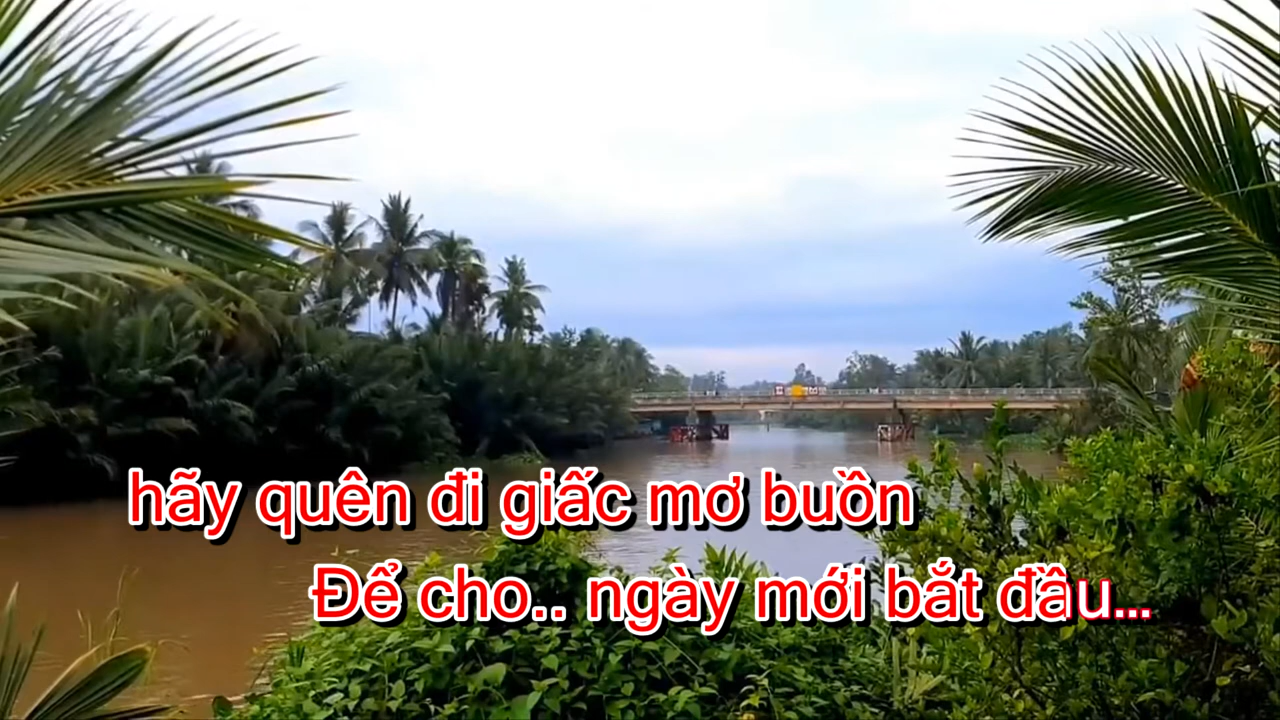 hãy quên đi giấc mơ buồn
Để cho.. ngày mới bắt đầu...